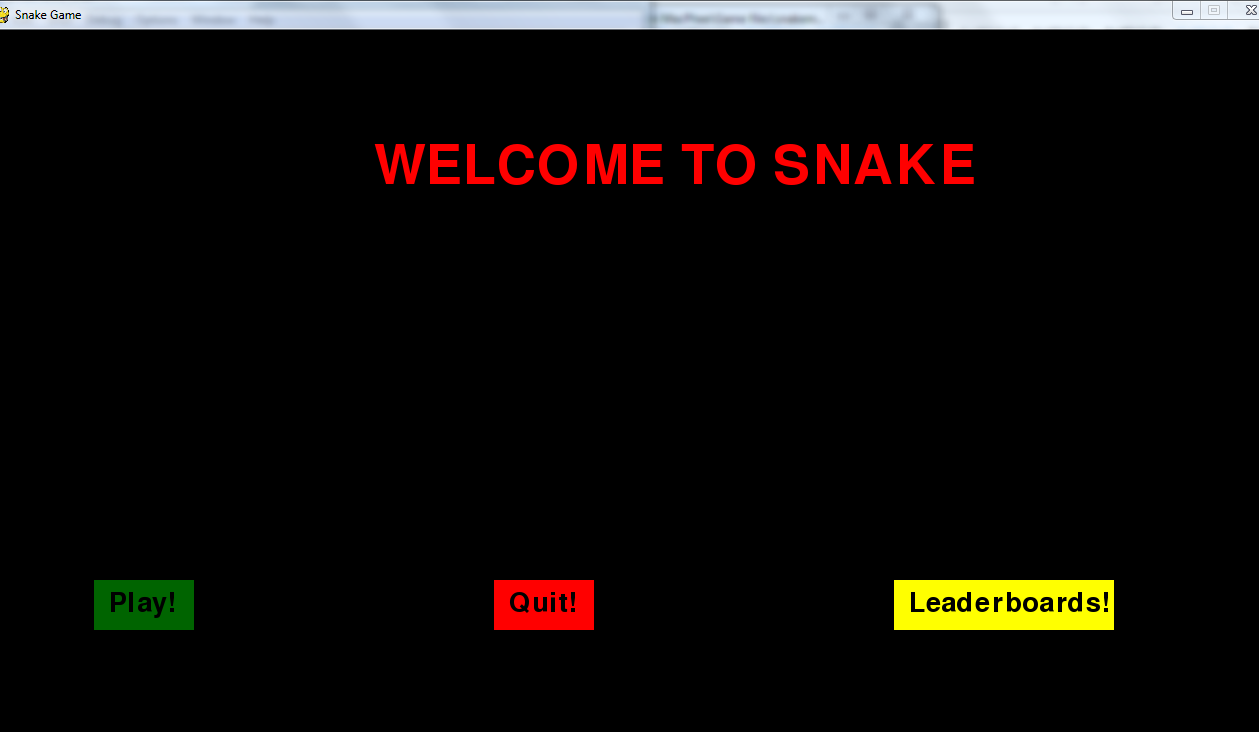 Snake Game
WELCOME TO SNAKE
Play!
Quit!
Leaderboards!